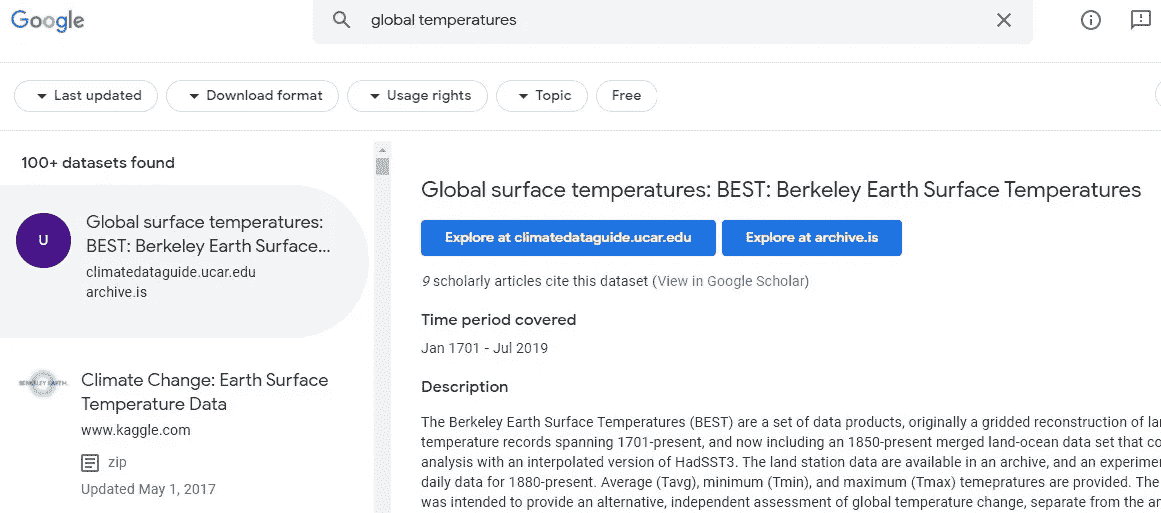 Google
global temperatures
Last updated
Download format
Usage rights
Topic
Free
100+ datasets found
U
Global surface temperatures:
BEST: Berkeley Earth Surface...
climatedataguide.ucar.edu
archive.is
BERKELEY EARTH
Climate Change: Earth Surface
Temperature Data
www.kaggle.com
zip
Updated May 1, 2017
Global surface temperatures: BEST: Berkeley Earth Surface Temperatures
Explore at climatedataguide.ucar.edu
Explore at archive.is
9 scholarly articles cite this dataset (View in Google Scholar)
Time period covered
Jan 1701 - Jul 2019
Description
The Berkeley Earth Surface Temperatures (BEST) are a set of data products, originally a gridded reconstruction of
temperature records spanning 1701-present, and now including an 1850-present merged land-ocean data set that
analysis with an interpolated version of HadSST3. The land station data are available in an archive, and an
daily data for 1880-present. Average (Tavg), minimum (Tmin), and maximum (Tmax) temepratures are provided. The
was intended to provide an alternative, independent assessment of global temperature change, separate from the